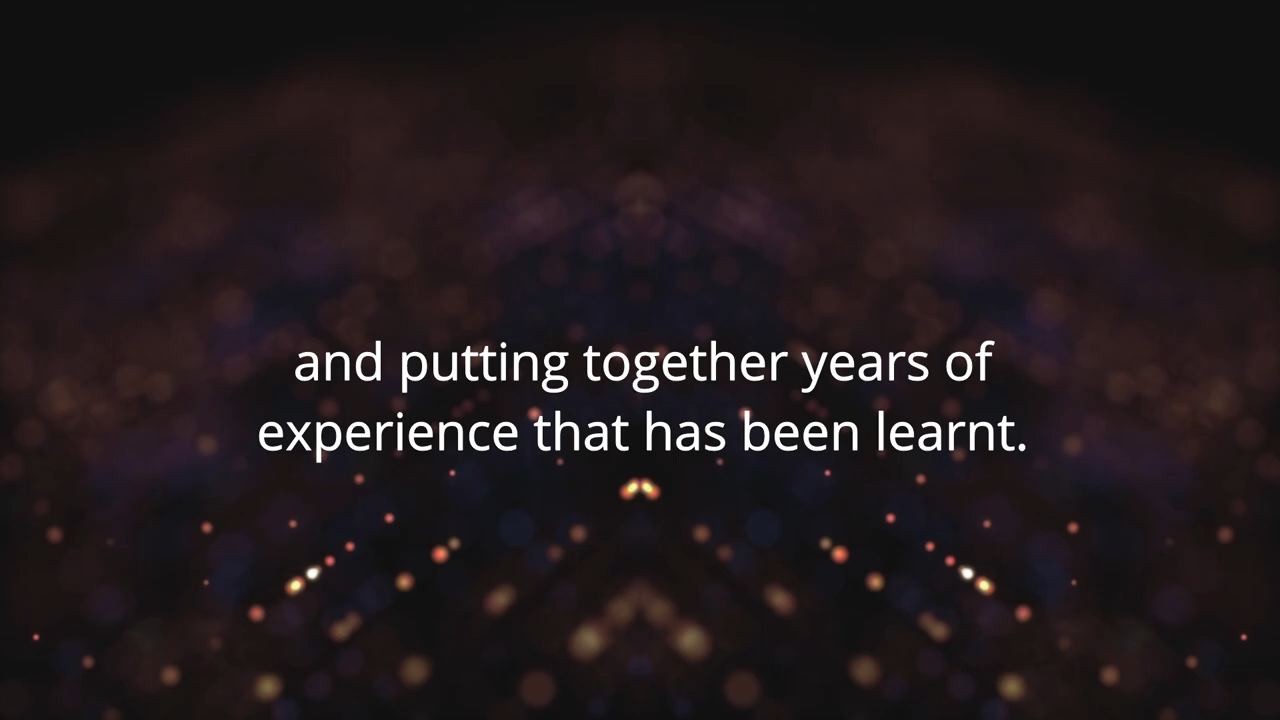 and putting together years of
experience that has been learnt.